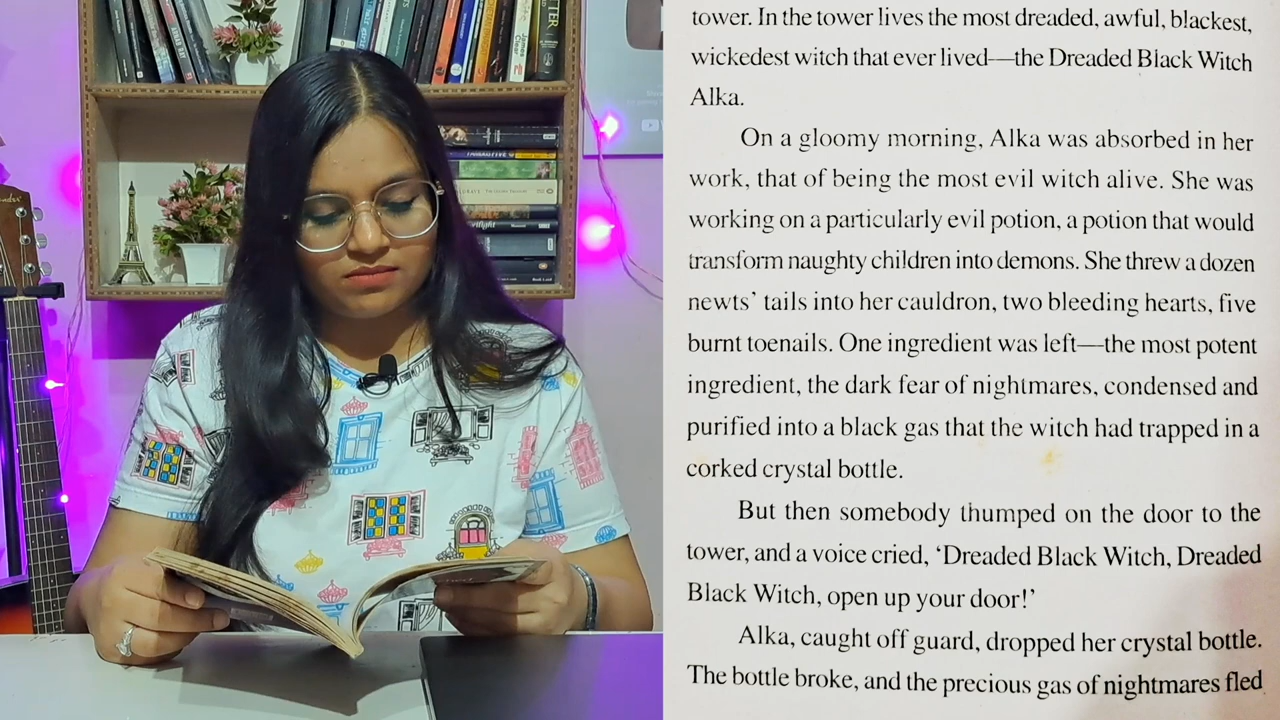 tower. In the tower lives the most dreaded, awful, blackest,
wickedest witch that ever lived—the Dreaded Black Witch
Alka.
On a gloomy morning, Alka was absorbed in her
work, that of being the most evil witch alive. She was
working on a particularly evil potion, a potion that would
transform naughty children into demons. She threw a dozen
newts’ tails into her cauldron, two bleeding hearts, five
burnt toenails. One ingredient was left—the most potent
ingredient, the dark fear of nightmares, condensed and
purified into a black gas that the witch had trapped in a
corked crystal bottle.
But then somebody thumped on the door to the
tower, and a voice cried, ‘Dreaded Black Witch, Dreaded
Black Witch, open up your door!’
Alka, caught off guard, dropped her crystal bottle.
The bottle broke, and the precious gas of nightmares fled